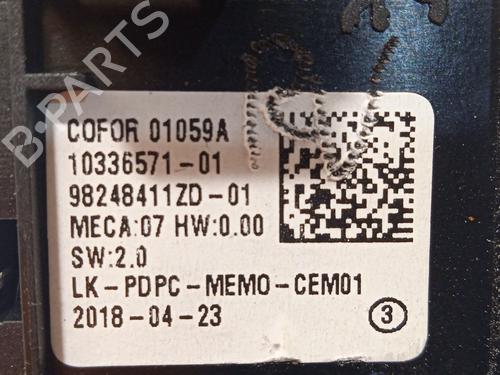 B-PARTS
COFOR 01059A
10336571-01
98248411ZD-01
MECA:07 HW:0.00
SW:2.0
LK-PDPC-MEMO-CEM01
2018-04-23
3